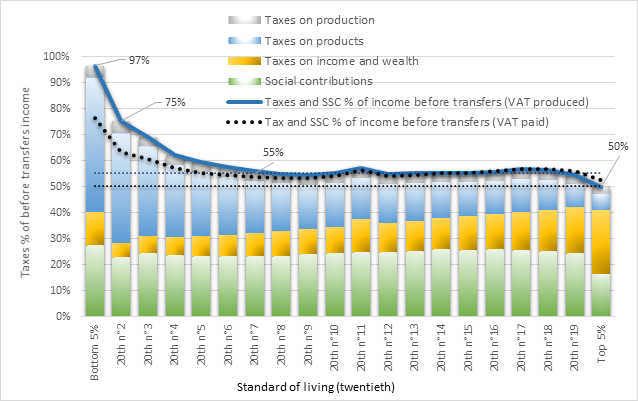 Taxes on production
Taxes on products
Taxes on income and wealth
Social contributions
Taxes and SSC % of income before transfers (VAT produced)
Tax and SSC % of income before transfers (VAT paid)
Taxes % of before transfers income
100%
90%
80%
70%
60%
50%
40%
30%
20%
10%
0%
97%
75%
55%
50%
Bottom 5%
20th n°2
20th n°3
20th n°4
20th n°5
20th n°6
20th n°7
20th n°8
20th n°9
20th n°10
20th n°11
20th n°12
20th n°13
20th n°14
20th n°15
20th n°16
20th n°17
20th n°18
20th n°19
Top 5%
Standard of living (twentieth)